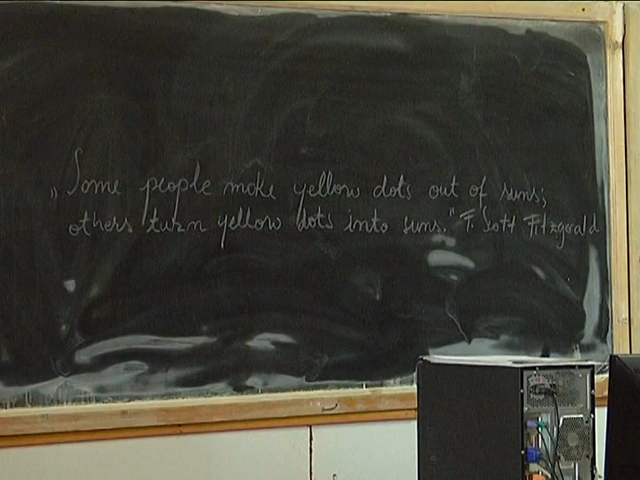 „Some people make yellow dots out of suns;
others turn yellow dots into suns." F. Scott Fitzgerald